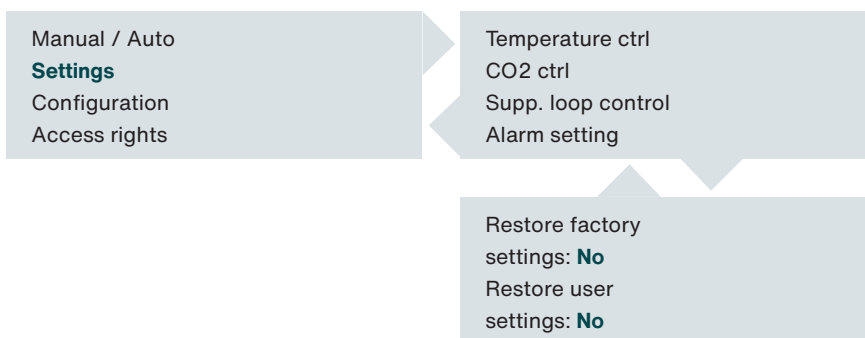 Manual / Auto
Settings
Configuration
Access rights
Temperature ctrl
CO2 ctrl
Supp. loop control
Alarm setting
Restore factory
settings: No
Restore user
settings: No